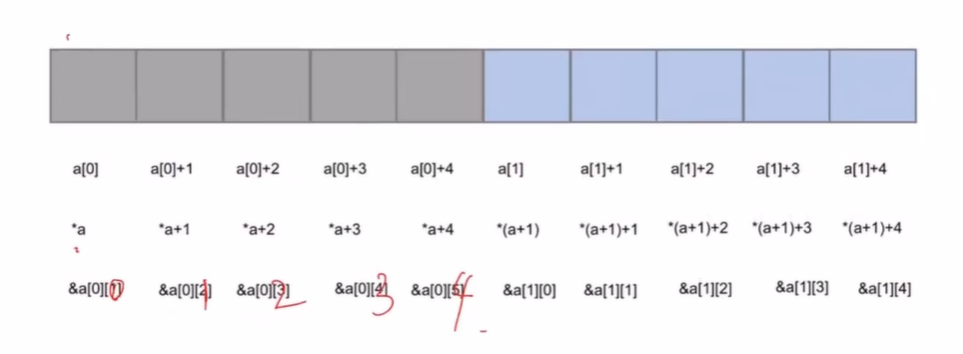 a[0] a[0]+1 a[0]+2 a[0]+3 a[0]+4 a[1] a[1]+1 a[1]+2 a[1]+3 a[1]+4
*a *a+1 *a+2 *a+3 *a+4 *(a+1) *(a+1)+1 *(a+1)+2 *(a+1)+3 *(a+1)+4
&a[0][1] &a[0][2] &a[0][3] &a[0][4] &a[0][5] &a[1][0] &a[1][1] &a[1][2] &a[1][3] &a[1][4]
0 1 2 3 4